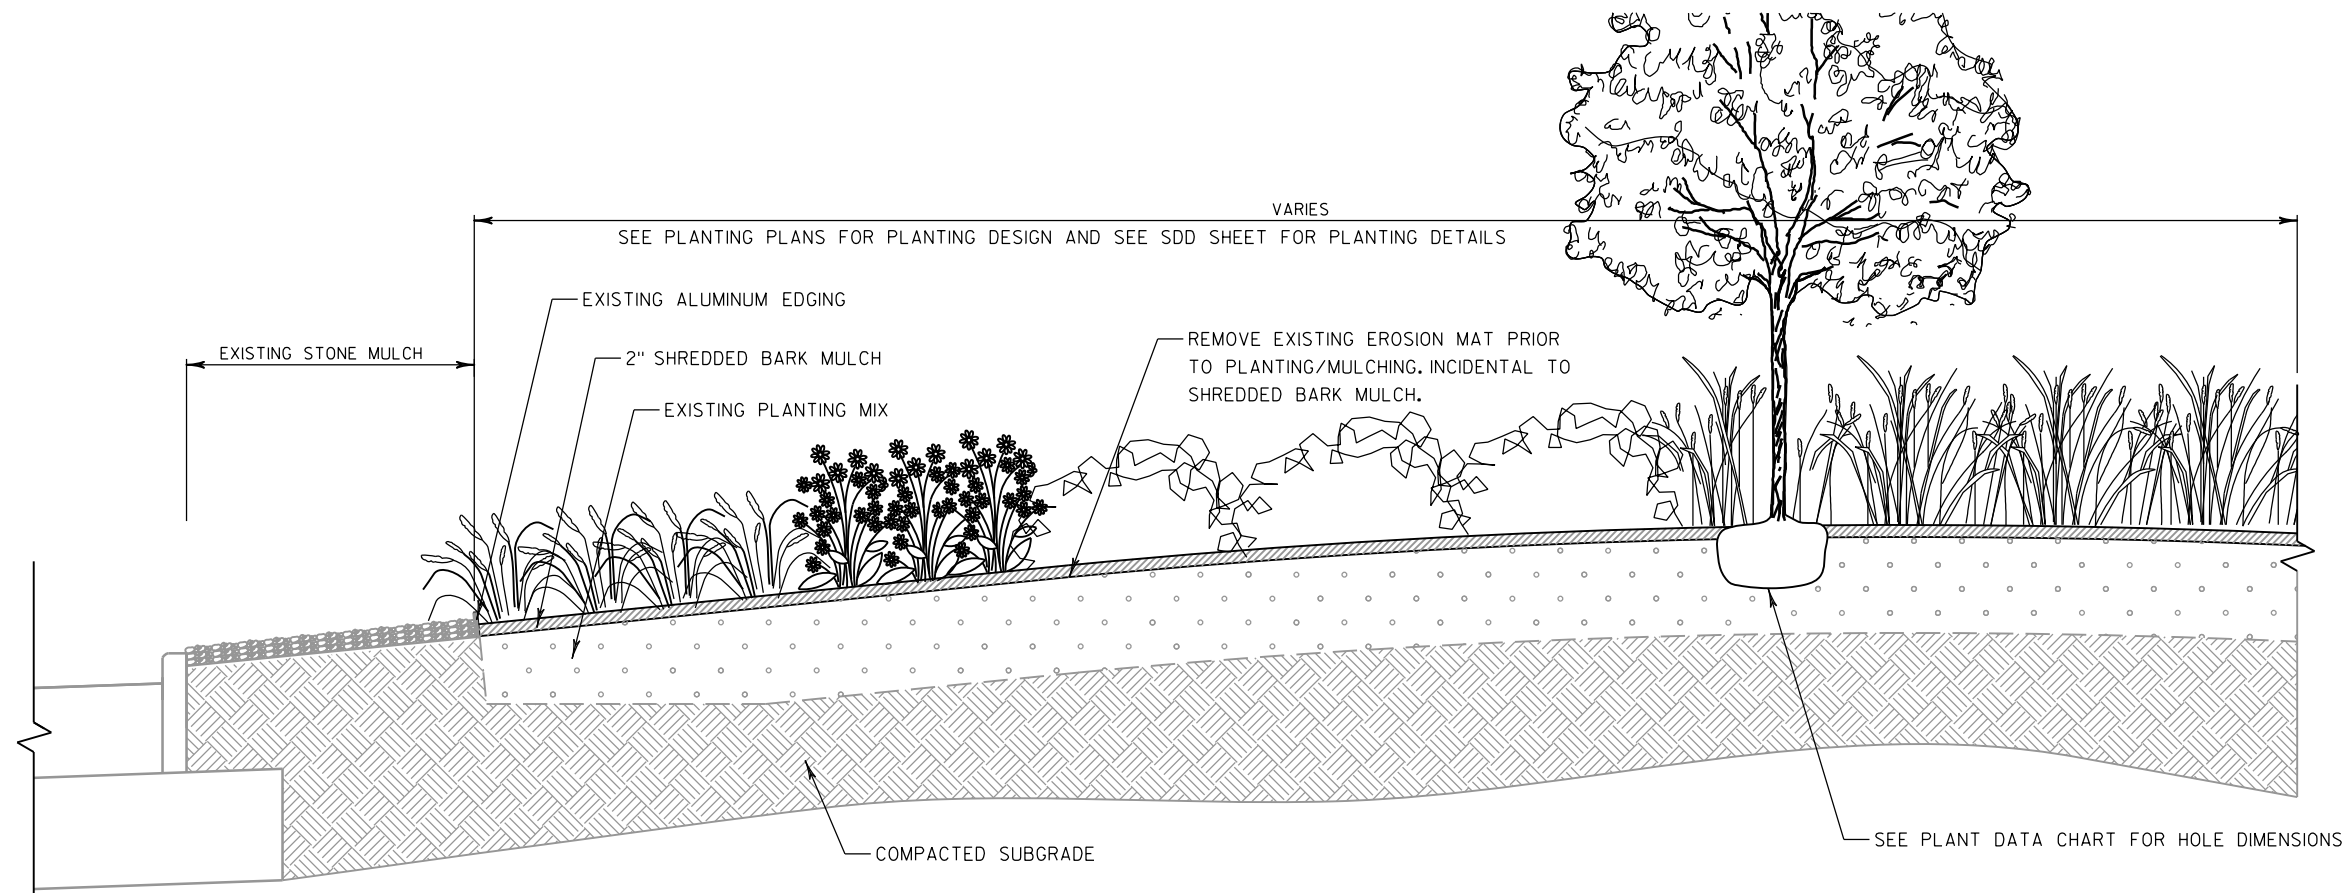 VARIES
SEE PLANTING PLANS FOR PLANTING DESIGN AND SEE SDD SHEET FOR PLANTING DETAILS
EXISTING ALUMINUM EDGING
EXISTING STONE MULCH
2" SHREDDED BARK MULCH
EXISTING PLANTING MIX
REMOVE EXISTING EROSION MAT PRIOR
TO PLANTING/MULCHING. INCIDENTAL TO
SHREDDED BARK MULCH.
SEE PLANT DATA CHART FOR HOLE DIMENSIONS
COMPACTED SUBGRADE